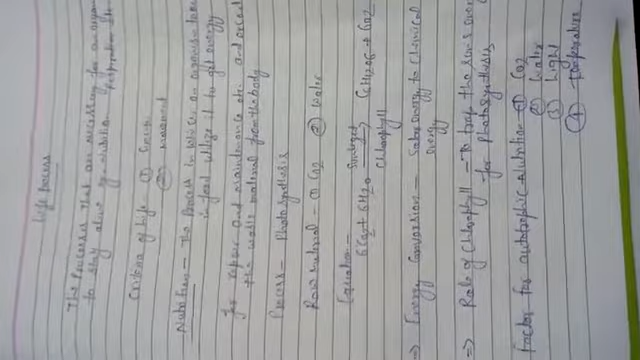 Life process
The Processes that are necessary for an organ
to stay alive eg-nutrition, respiration
Criteria of life ① Growth
② movement
Nutrition - The process in which an organism takes
in food utilize it to get energy
for repair and maintenance etc. and
the waste material from the body
Process - Photosynthesis
Raw material - ① Co2 ② Water
Equation -
6Co2 + 6H2O Sunlight → C6H12O6 + 6O2
Chlorophyll
⇒ Energy Conversion - Solar energy to Chemical
energy
⇒ Role of Chlorophyll - To trap the sun's energy
for Photosynthesis
Factor for autotrophic nutrition - ① Co2
② Water
③ Light
④ temperature